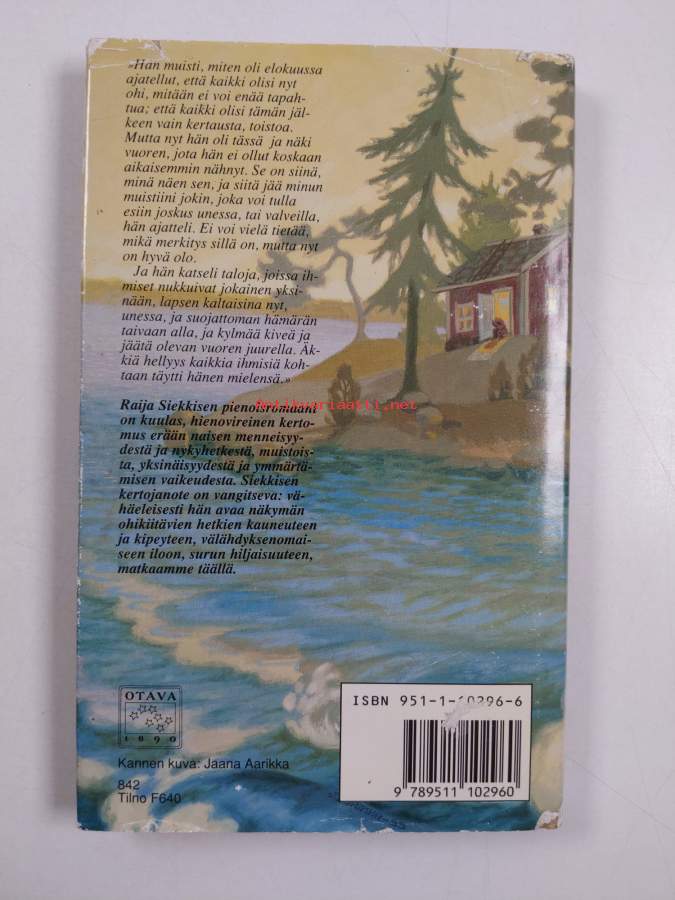 »Hän muisti, miten oli elokuussa
ajatellut, että kaikki olisi nyt
ohi, mitään ei voi enää tapah-
tua; että kaikki olisi tämän jäl-
keen vain kertausta, toistoa.
Mutta nyt hän oli tässä ja näki
vuoren, jota hän ei ollut koskaan
aikaisemmin nähnyt. Se on siinä,
minä näen sen, ja siitä jää minun
muistiini jokin, joka voi tulla
esiin joskus unessa, tai valveilla,
hän ajatteli. Ei voi vielä tietää,
mikä merkitys sillä on, mutta nyt
on hyvä olo.
Ja hän katseli taloja, joissa ih-
miset nukkuivat jokainen yksi-
nään, lapsen kaltaisina nyt,
unessa, ja suojattoman hämärän
taivaan alla, ja kylmää kiveä ja
jäätä olevan vuoren juurella. Äk-
kiä hellyys kaikkia ihmisiä koh-
taan täytti hänen mielensä.»
Antikvariaatti.net
Raija Siekkisen pienoisromaani
on kuulas, hienovireinen kerto-
mus erään naisen menneisyy-
destä ja nykyhetkestä, muistois-
ta, yksinäisyydestä ja ymmärtä-
misen vaikeudesta. Siekkisen
kertojanote on vangitseva: vä-
häeleisesti hän avaa näkymän
ohikiitävien hetkien kauneuteen
ja kipeyteen, välähdyksenomai-
seen iloon, surun hiljaisuuteen,
matkaamme täällä.
OTAVA
1890
Kannen kuva: Jaana Aarikka
842
Tilno F640
ISBN 951-1-10296-6
9 789511 102960